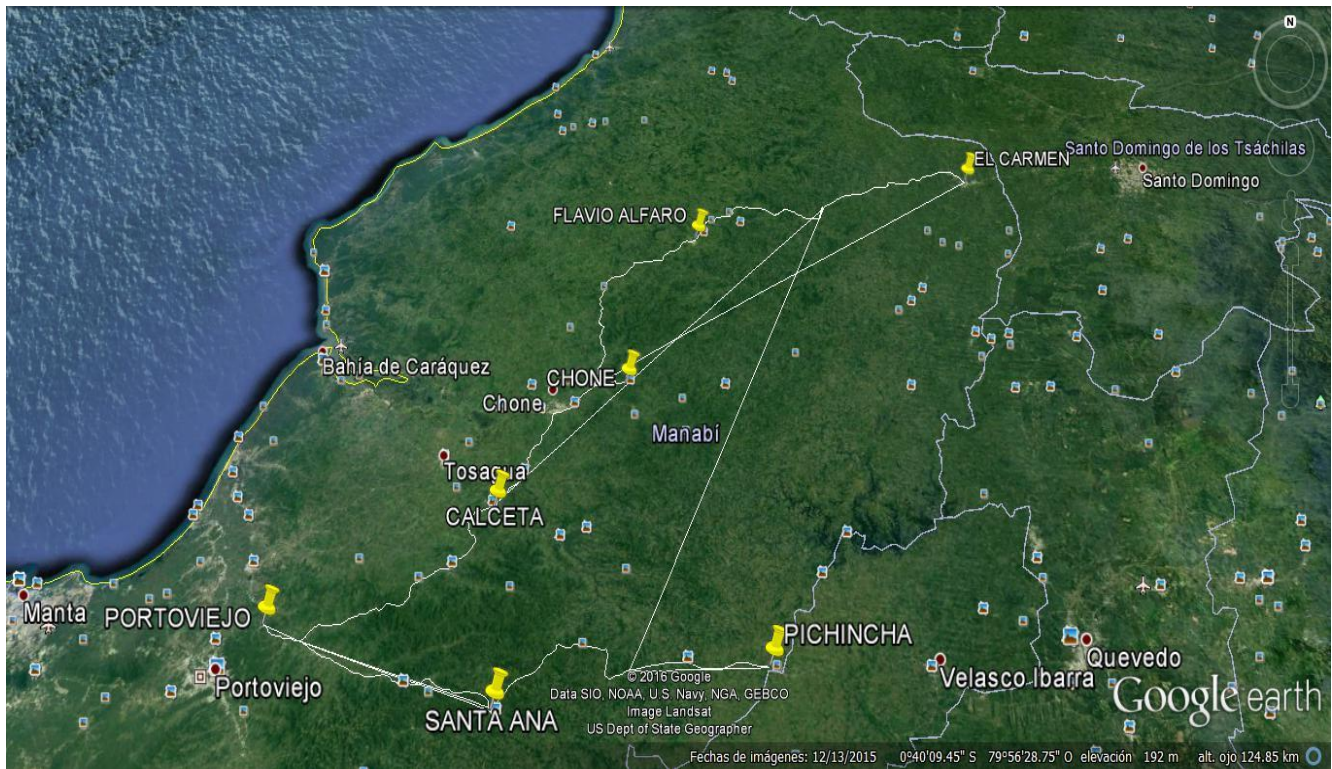 N
EL CARMEN
Santo Domingo de los Tsáchilas
Santo Domingo
FLAVIO ALFARO
Bahía de Caráquez
CHONE
Chone
Manabí
Tosagua
CALCETA
Manta
PORTOVIEJO
PICHINCHA
Quevedo
Velasco Ibarra
Portoviejo
SANTA ANA
© 2016 Google
Data SIO, NOAA, U.S. Navy, NGA, GEBCO
Image Landsat
US Dept of State Geographer
Google earth
Fechas de imágenes: 12/13/2015 0°40'09.45" S 79°56'28.75" O elevación 192 m alt. ojo 124.85 km